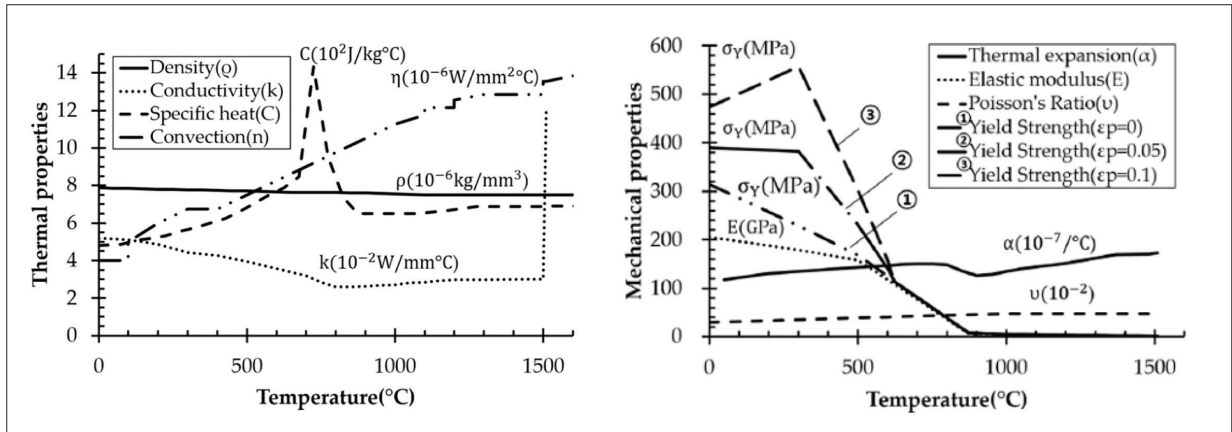 C(10²J/kg°C)
Density(ϱ)
Conductivity(k)
Specific heat(C)
Convection(n)
η(10⁻⁶W/mm²°C)
ρ(10⁻⁶kg/mm³)
k(10⁻²W/mm°C)
Thermal properties
14
12
10
8
6
4
2
0
0 500 1000 1500
Temperature(°C)
Mechanical properties
600
500
400
300
200
100
0
σY(MPa)
σY(MPa)
σY(MPa)
E(GPa)
③
②
①
Thermal expansion(α)
Elastic modulus(E)
Poisson's Ratio(υ)
①Yield Strength(εp=0)
②Yield Strength(εp=0.05)
③Yield Strength(εp=0.1)
α(10⁻⁷/°C)
υ(10⁻²)
0 500 1000 1500
Temperature(°C)